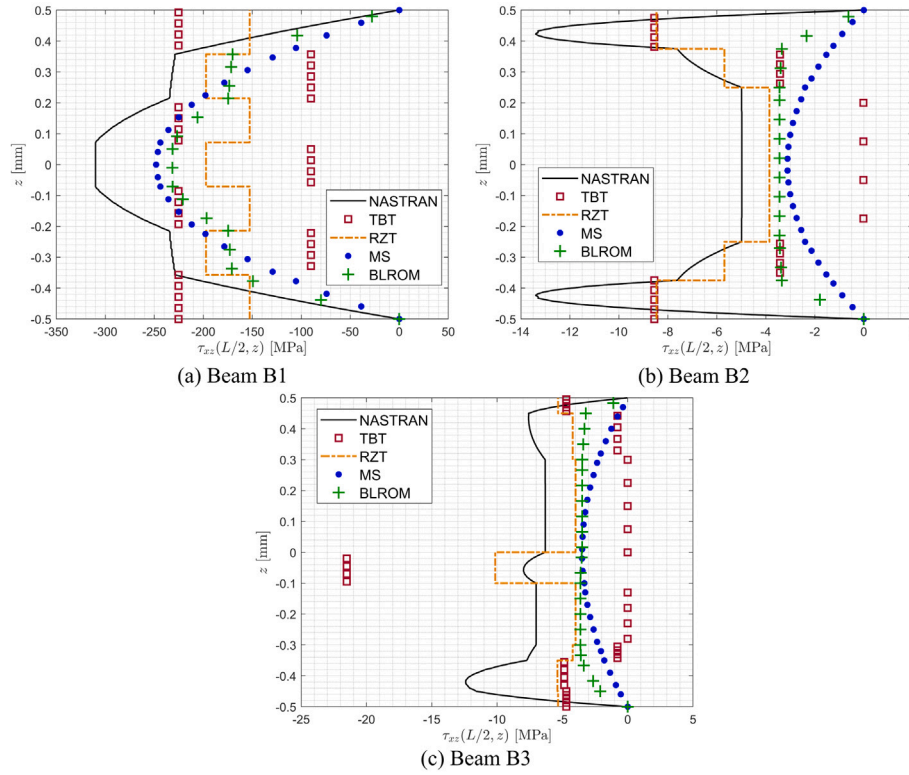 0.5
0.4
0.3
0.2
0.1
0
-0.1
-0.2
-0.3
-0.4
-0.5
z [mm]
NASTRAN
TBT
RZT
MS
BLROM
-350 -300 -250 -200 -150 -100 -50 0 50
τxz(L/2, z) [MPa]
(a) Beam B1
0.5
0.4
0.3
0.2
0.1
0
-0.1
-0.2
-0.3
-0.4
-0.5
z [mm]
NASTRAN
TBT
RZT
MS
BLROM
-14 -12 -10 -8 -6 -4 -2 0
τxz(L/2, z) [MPa]
(b) Beam B2
0.5
0.4
0.3
0.2
0.1
0
-0.1
-0.2
-0.3
-0.4
-0.5
z [mm]
NASTRAN
TBT
RZT
MS
BLROM
-25 -20 -15 -10 -5 0 5
τxz(L/2, z) [MPa]
(c) Beam B3